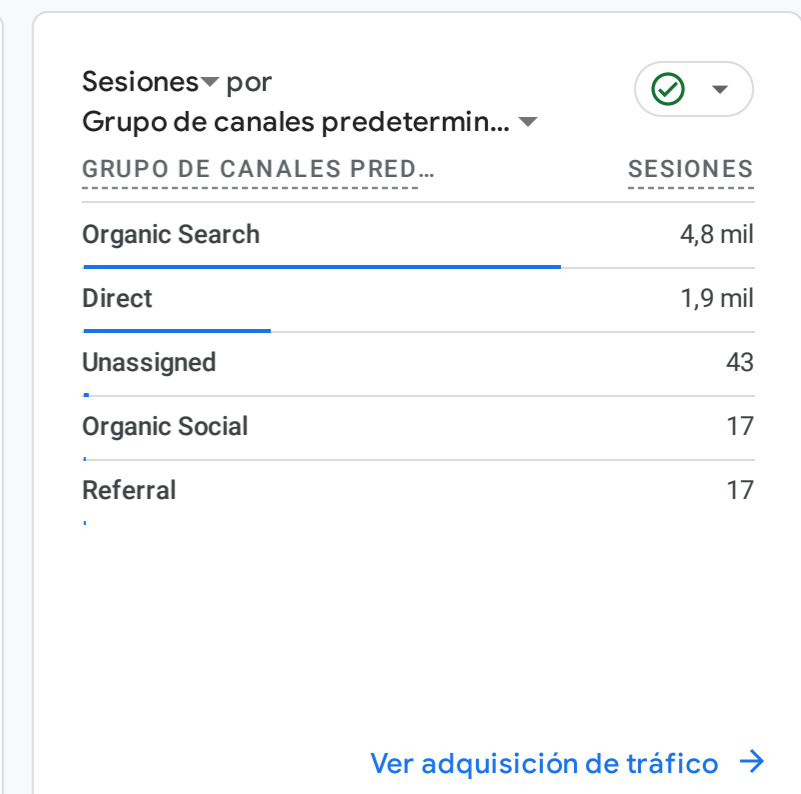 Sesiones por
Grupo de canales predetermin...
GRUPO DE CANALES PRED… SESIONES
Organic Search 4,8 mil
Direct 1,9 mil
Unassigned 43
Organic Social 17
Referral 17
Ver adquisición de tráfico